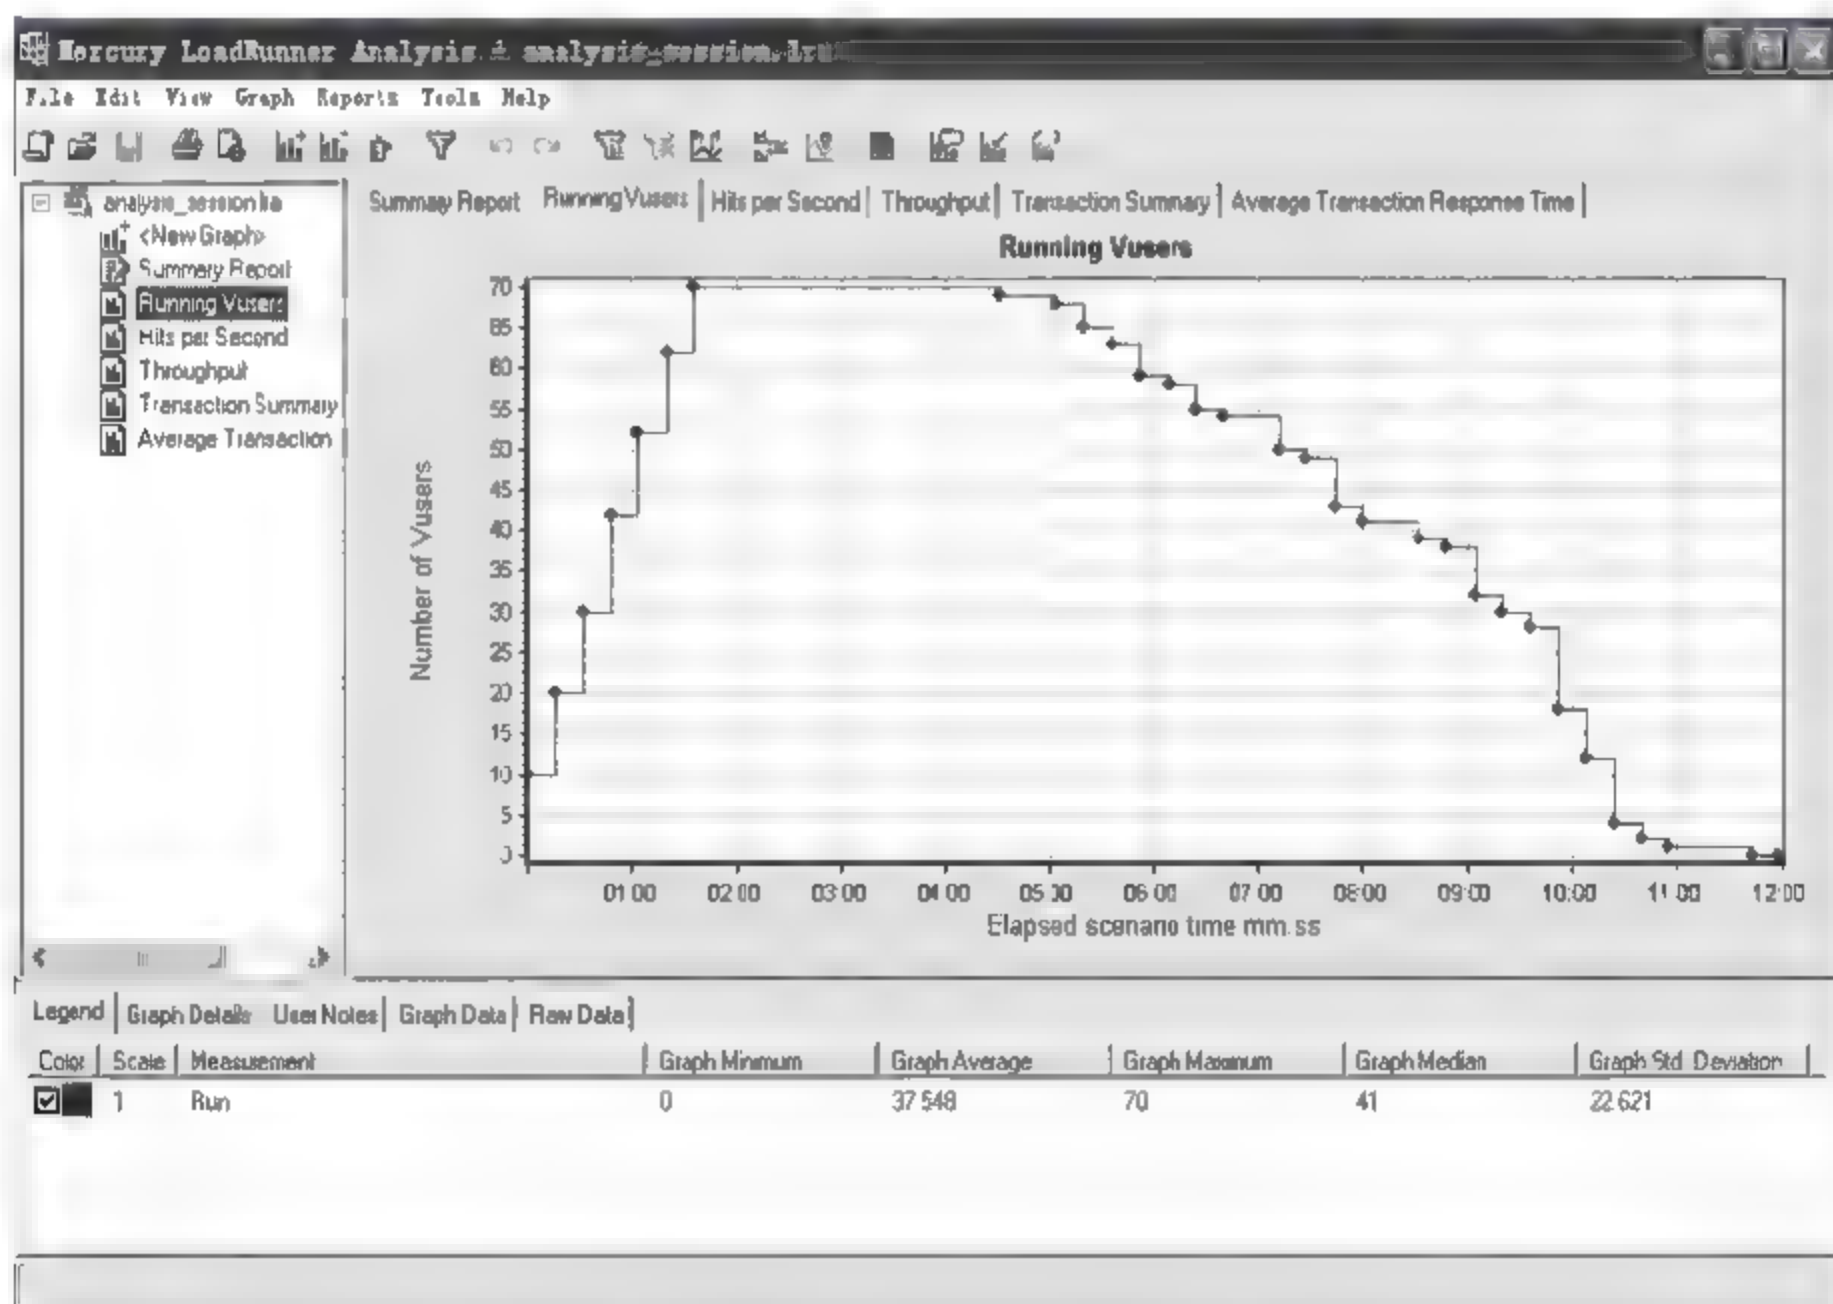 Mercury LoadRunner Analysis
File Edit View Graph Reports Tools Help
analysis_session.lra
<New Graph>
Summary Report
Running Vusers
Hits per Second
Throughput
Transaction Summary
Average Transaction
Summary Report Running Vusers Hits per Second Throughput Transaction Summary Average Transaction Response Time
Running Vusers
Number of Vusers
70
65
60
55
50
45
40
35
30
25
20
15
10
5
0
01:00 02:00 03:00 04:00 05:00 06:00 07:00 08:00 09:00 10:00 11:00 12:00
Elapsed scenario time mm:ss
Legend Graph Details User Notes Graph Data Raw Data
Color Scale Measurement Graph Minimum Graph Average Graph Maximum Graph Median Graph Std. Deviation
1 Run 0 37.548 70 41 22.621